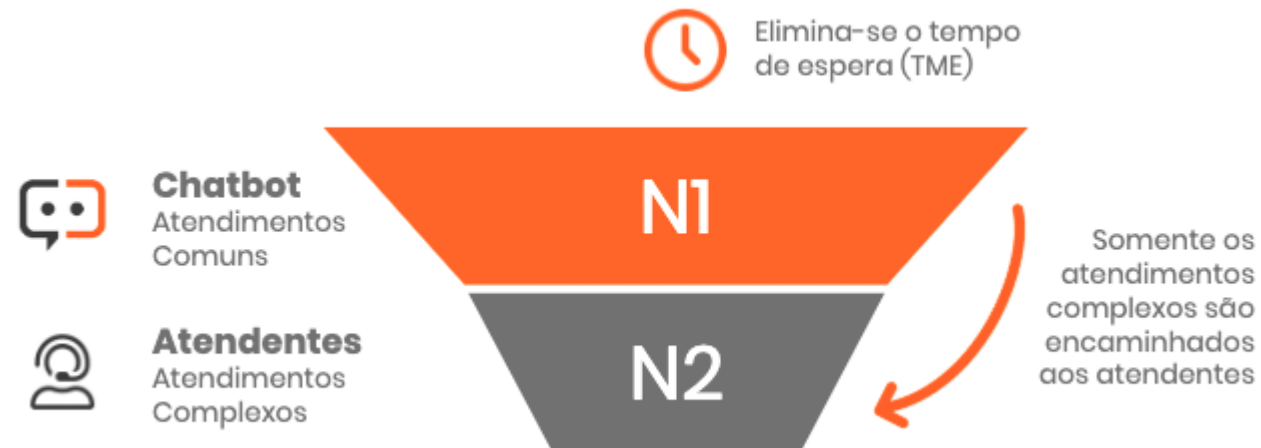 Elimina-se o tempo
de espera (TME)
Chatbot
Atendimentos
Comuns
N1
Somente os
atendimentos
complexos são
encaminhados
aos atendentes
Atendentes
Atendimentos
Complexos
N2